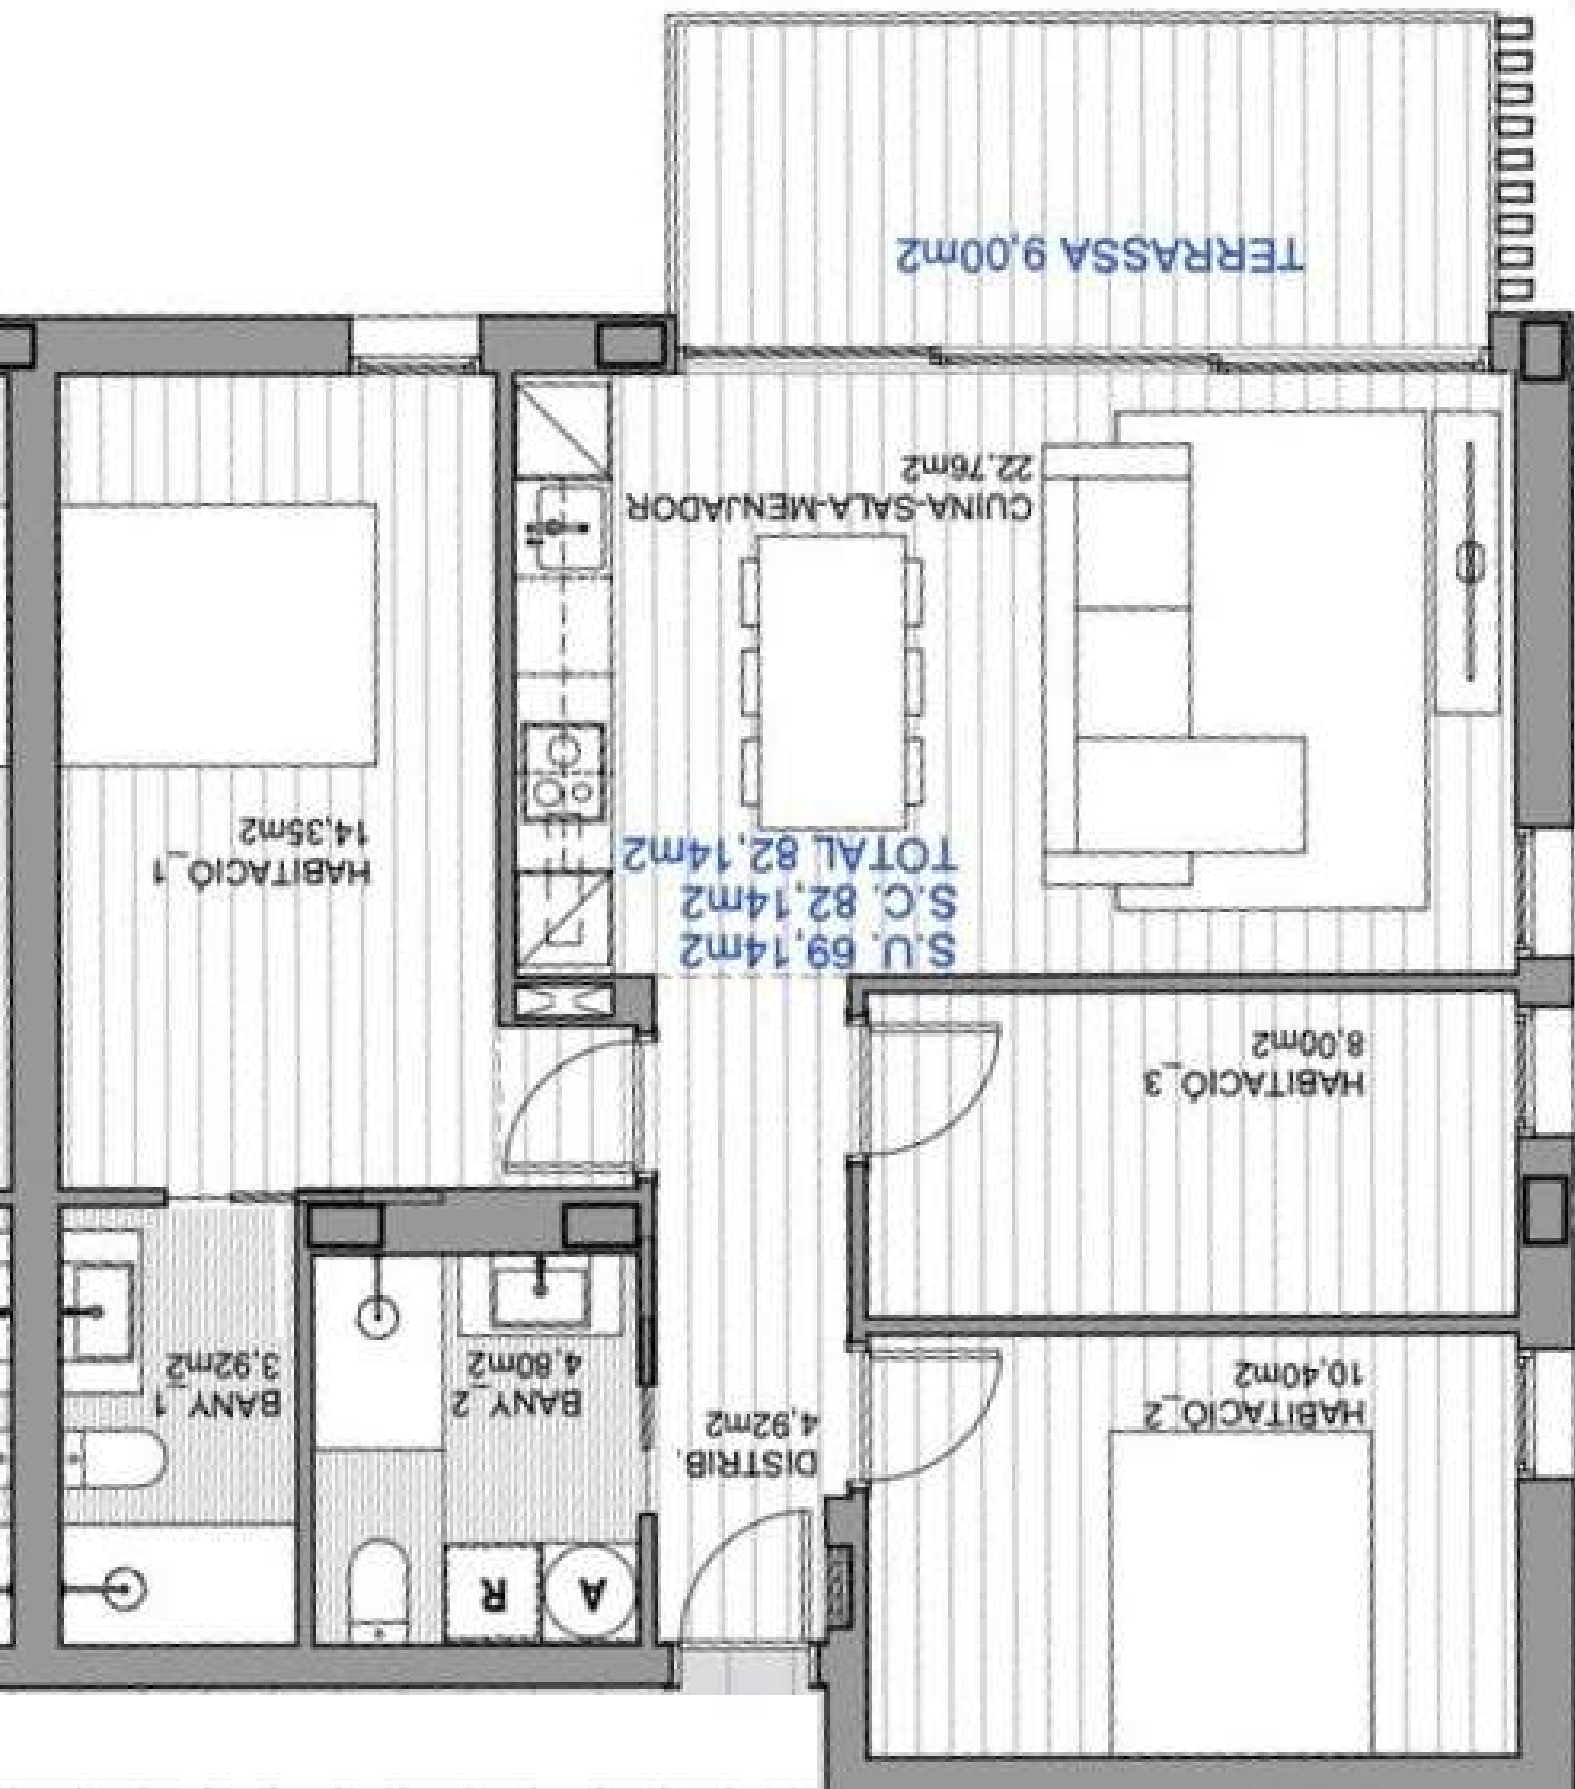 A
R
DISTRIB.
4,92m2
HABITACIÓ_2
10,40m2
BANY_2
4,80m2
BANY_1
3,92m2
HABITACIÓ_3
8,00m2
S.U. 69,14m2
S.C. 82,14m2
TOTAL 82,14m2
HABITACIÓ_1
14,35m2
CUINA-SALA-MENJADOR
22.76m2
TERRASSA 9,00m2